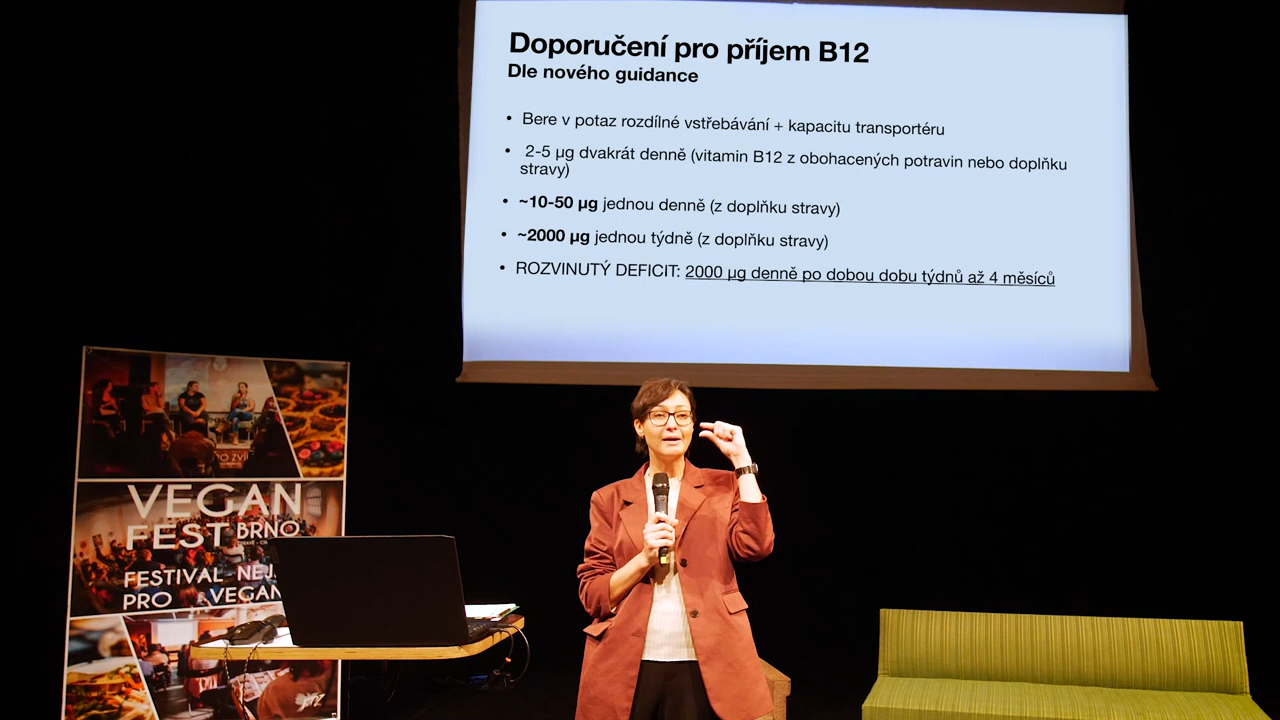 Doporučení pro příjem B12
Dle nového guidance
• Bere v potaz rozdílné vstřebávání + kapacitu transportéru
• 2-5 µg dvakrát denně (vitamin B12 z obohacených potravin nebo doplňku
stravy)
• ~10-50 µg jednou denně (z doplňku stravy)
• ~2000 µg jednou týdně (z doplňku stravy)
• ROZVINUTÝ DEFICIT: 2000 µg denně po dobou dobu týdnů až 4 měsíců
VEGAN
FEST BRNO
FESTIVAL NEJ
PRO VEGAN